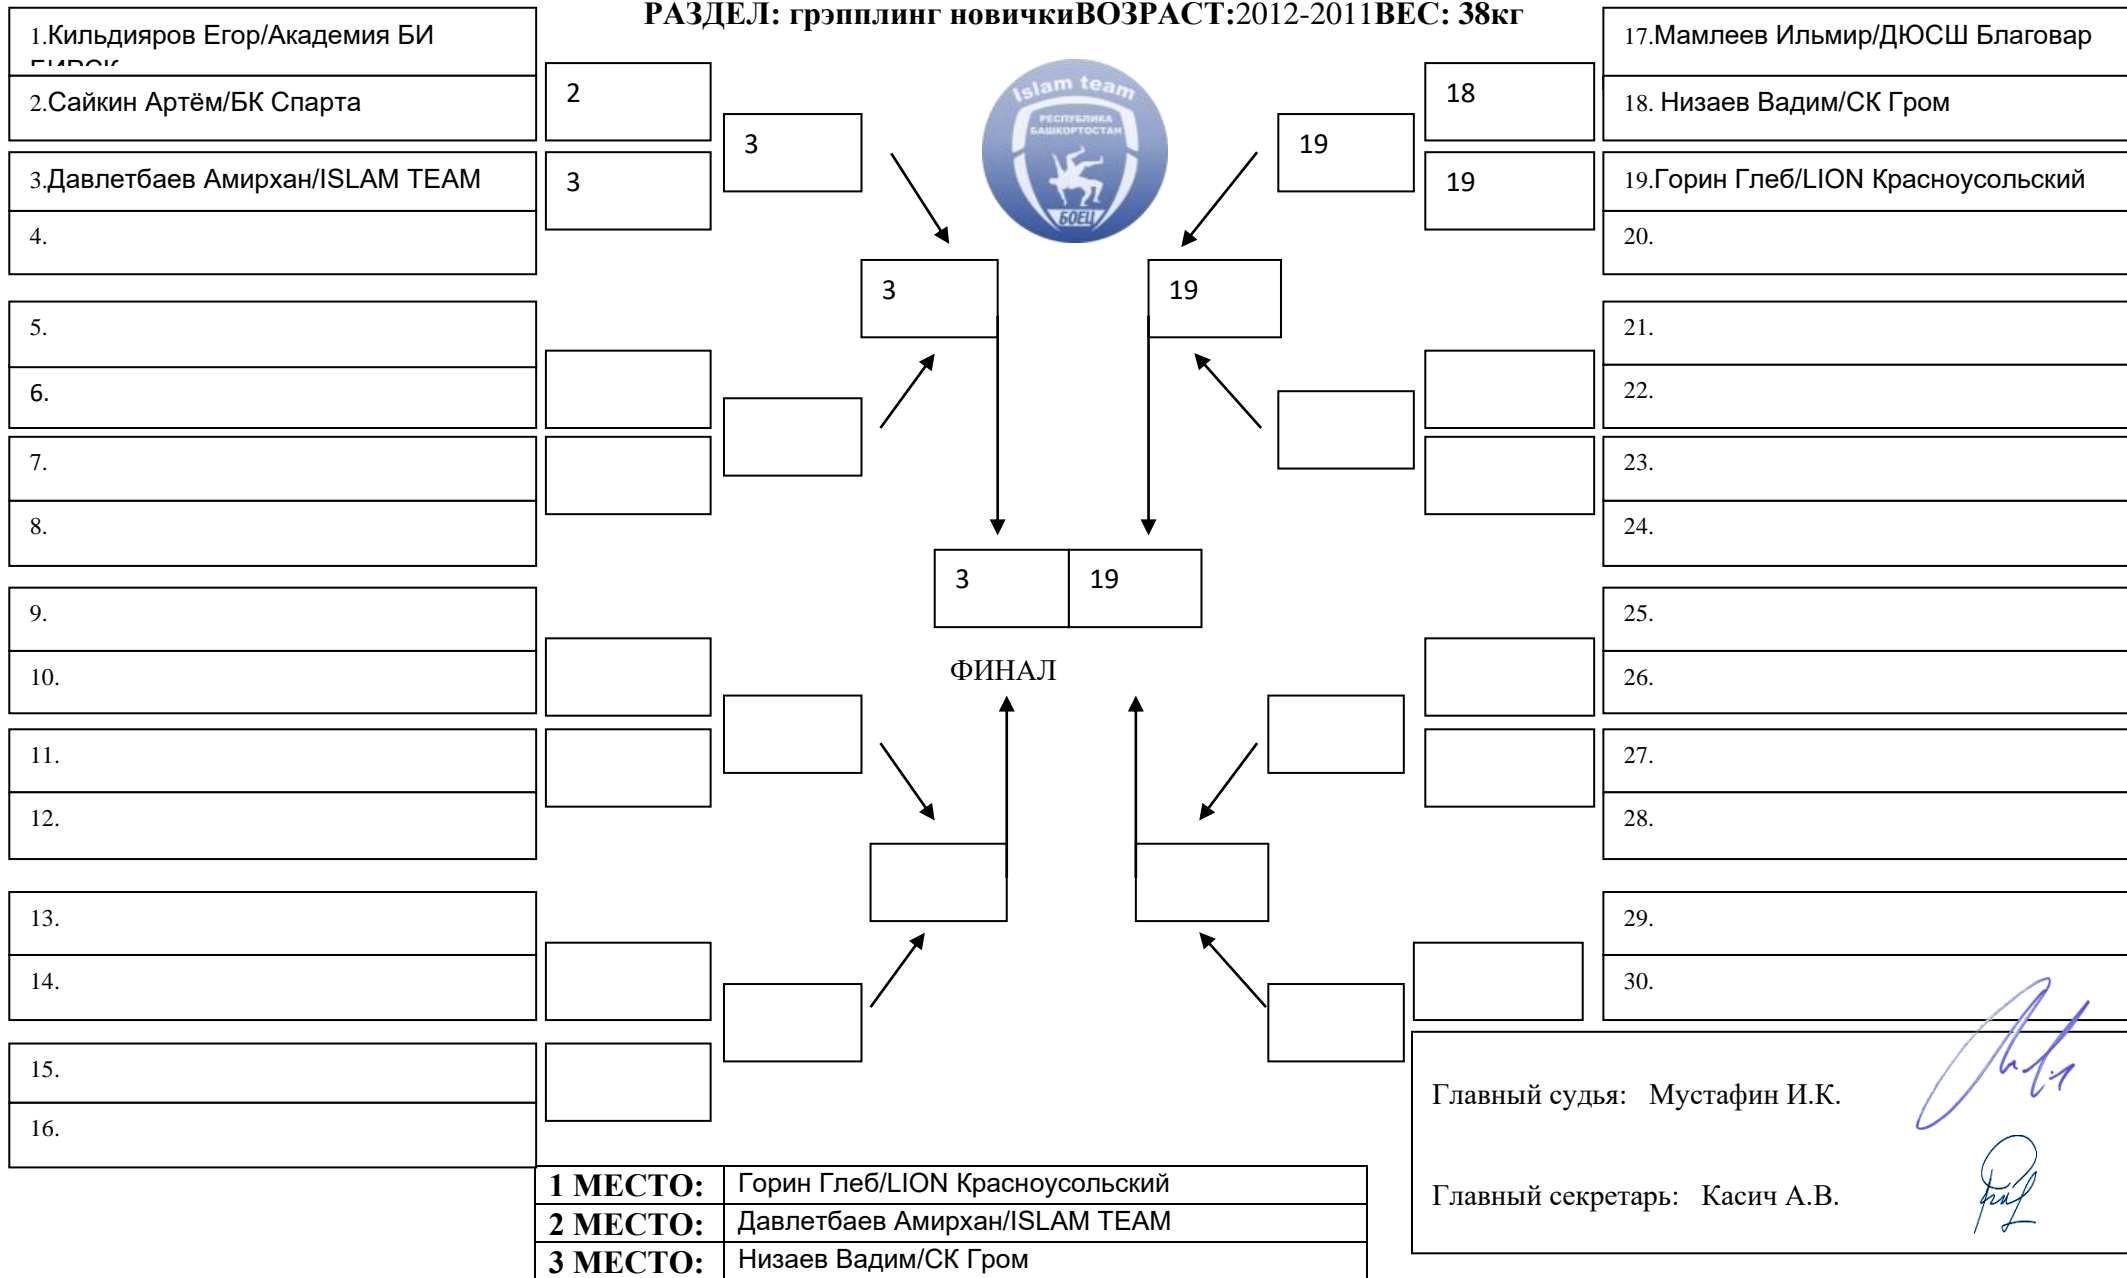 РАЗДЕЛ: грэпплинг новичкиВОЗРАСТ:2012-2011ВЕС: 38кг
1.Кильдияров Егор/Академия БИ
2.Сайкин Артём/БК Спарта
3.Давлетбаев Амирхан/ISLAM TEAM
4.
5.
6.
7.
8.
9.
10.
11.
12.
13.
14.
15.
16.
2
3
3
3
Islam team
РЕСПУБЛИКА
БАШКОРТОСТАН
БОЕЦ
19
3
19
ФИНАЛ
19
18
19
17.Мамлеев Ильмир/ДЮСШ Благовар
18. Низаев Вадим/СК Гром
19.Горин Глеб/LION Красноусольский
20.
21.
22.
23.
24.
25.
26.
27.
28.
29.
30.
Главный судья: Мустафин И.К.
Главный секретарь: Касич А.В.
1 МЕСТО: Горин Глеб/LION Красноусольский
2 МЕСТО: Давлетбаев Амирхан/ISLAM TEAM
3 МЕСТО: Низаев Вадим/СК Гром